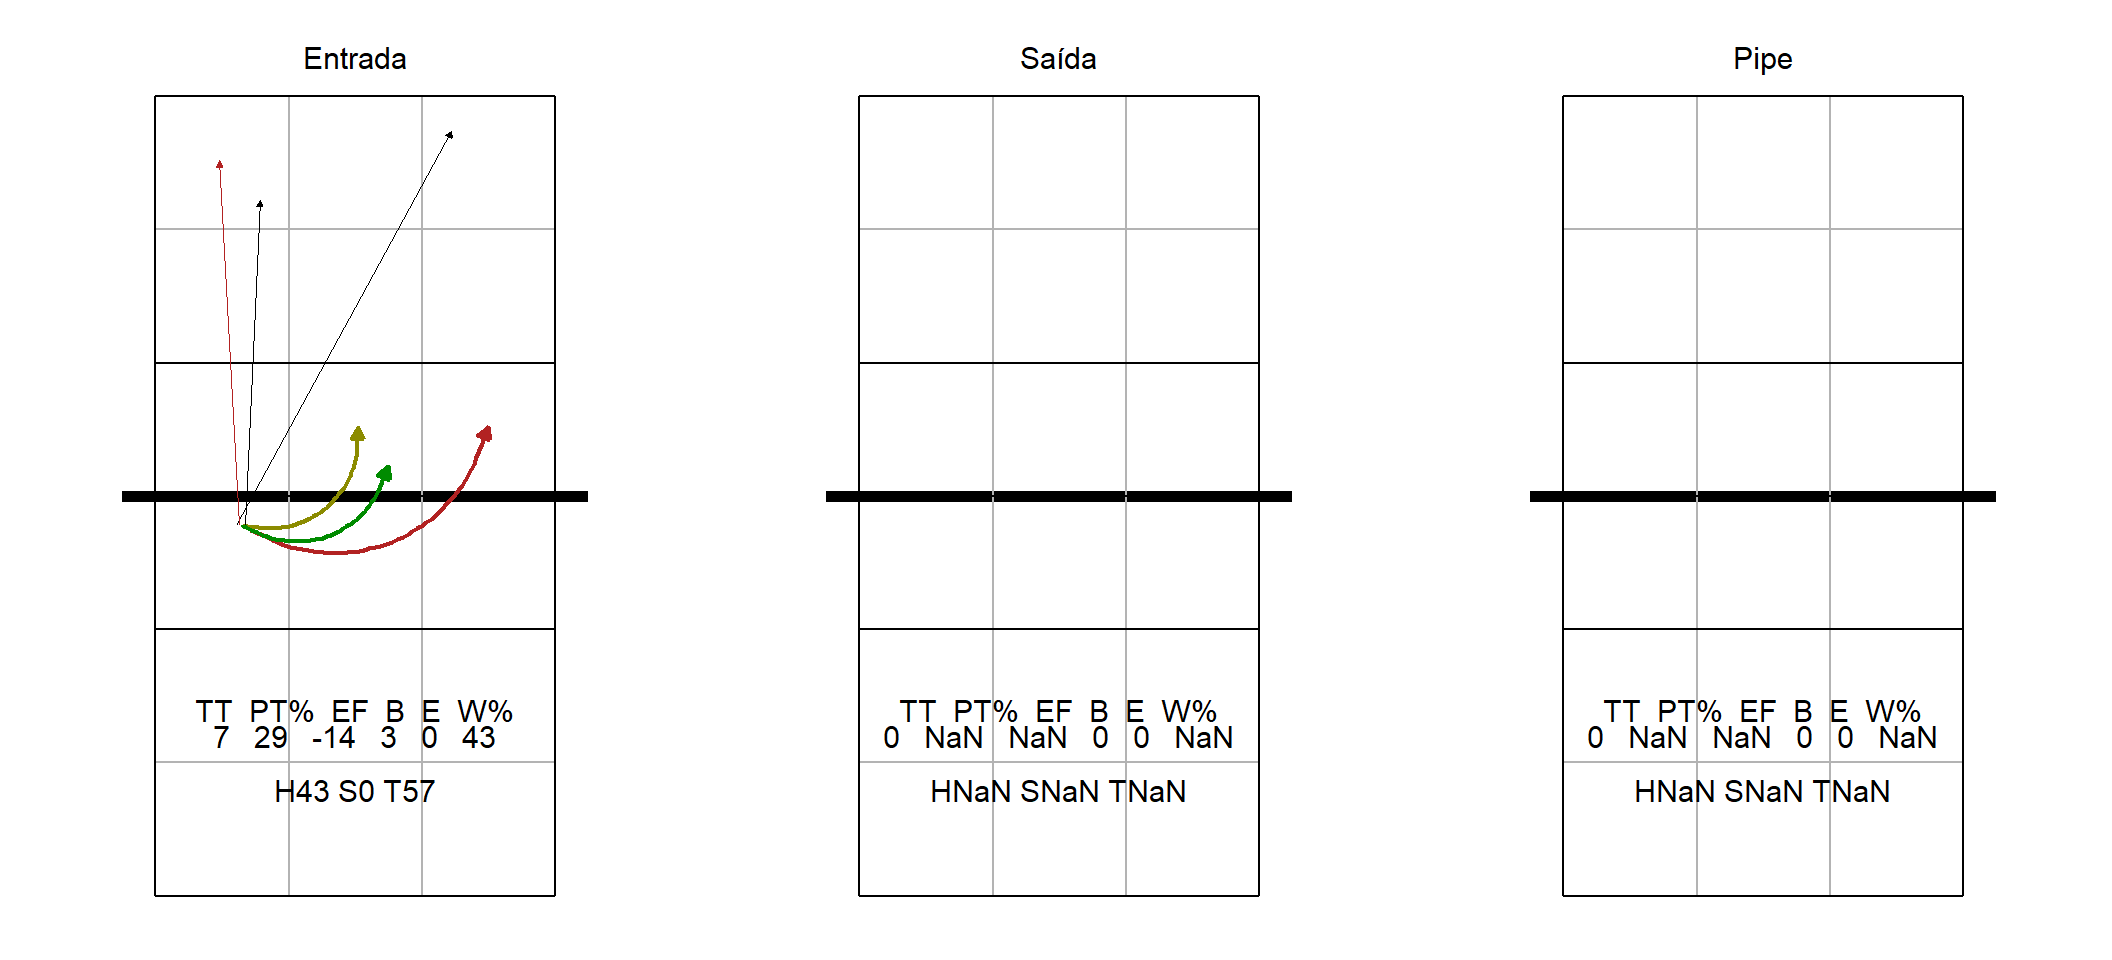 Entrada
TT PT% EF B E W%
7 29 -14 3 0 43
H43 S0 T57
Saída
TT PT% EF B E W%
0 NaN NaN 0 0 NaN
HNaN SNaN TNaN
Pipe
TT PT% EF B E W%
0 NaN NaN 0 0 NaN
HNaN SNaN TNaN